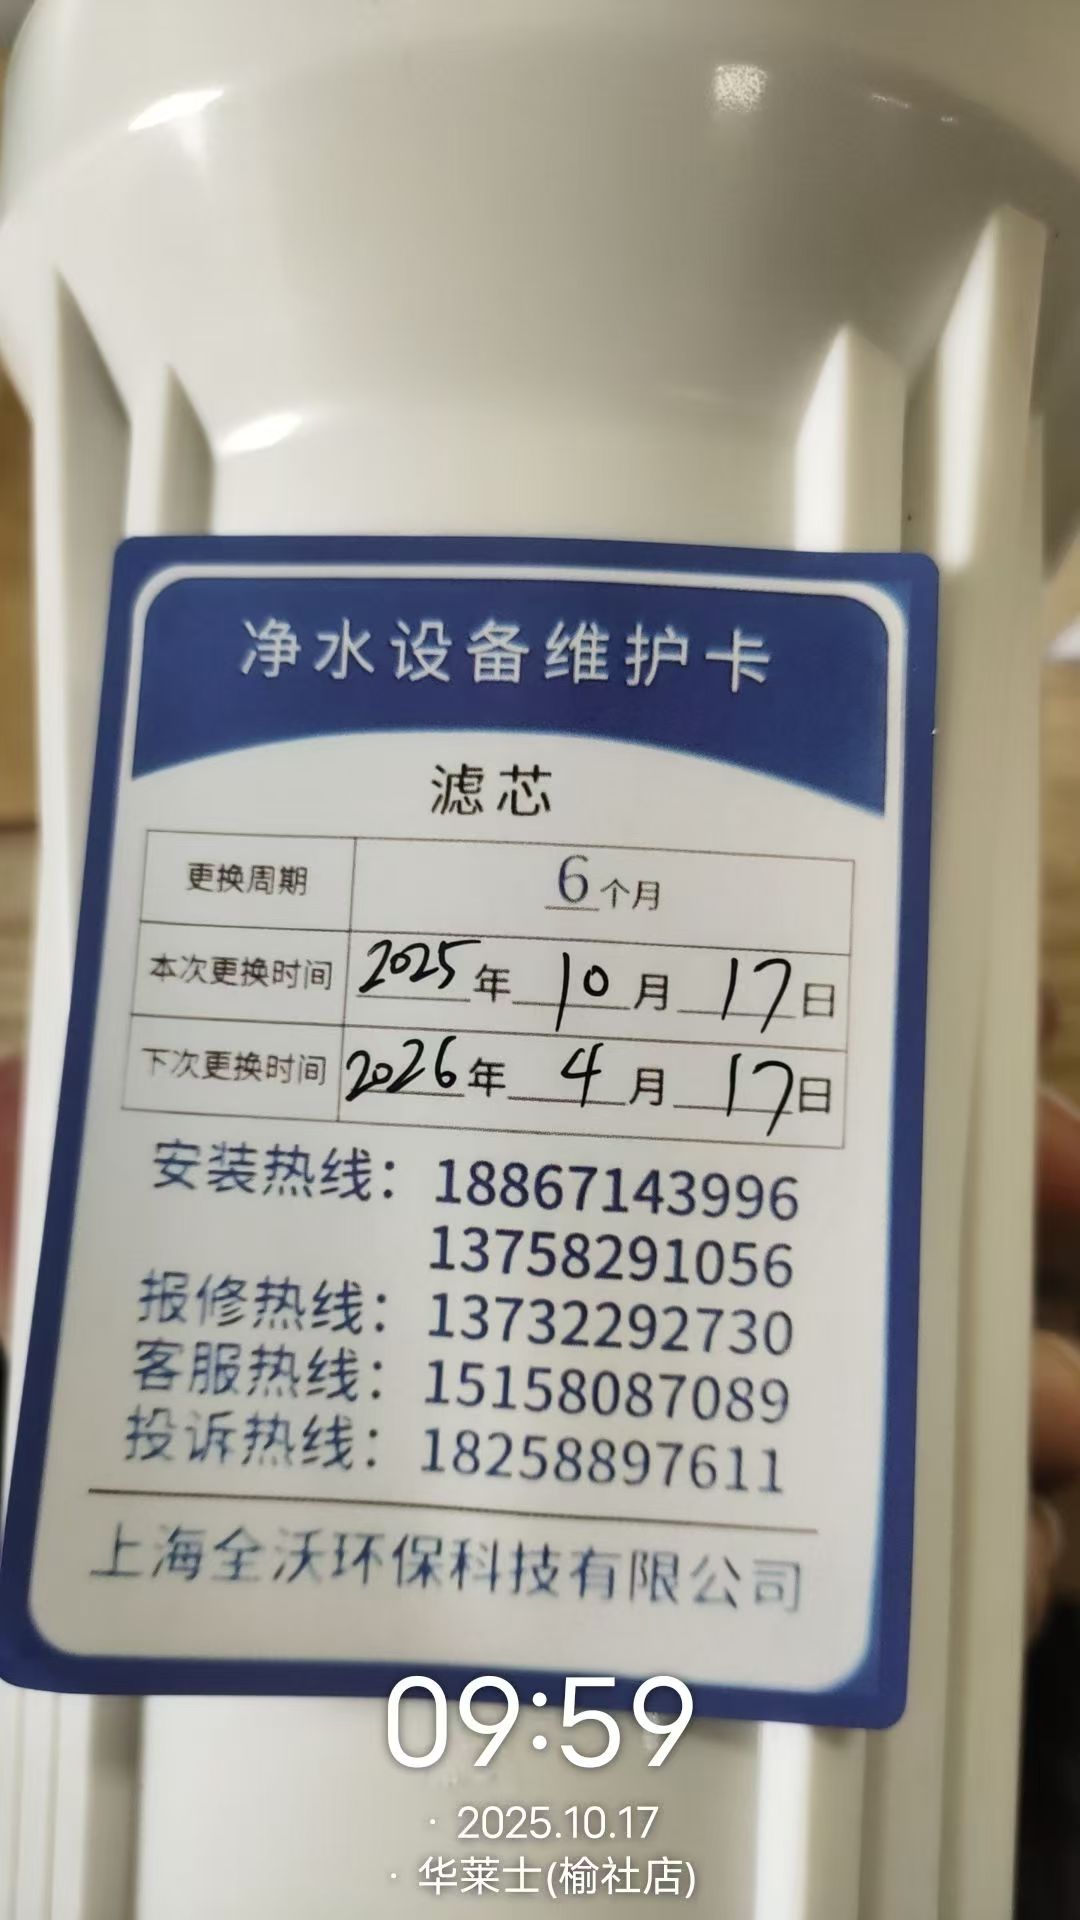 净水设备维护卡
滤芯
更换周期 6个月
本次更换时间 2025年10月17日
下次更换时间 2026年4月17日
安装热线：18867143996
13758291056
报修热线：13732292730
客服热线：15158087089
投诉热线：18258897611
上海全沃环保科技有限公司
09:59
· 2025.10.17
· 华莱士(榆社店)